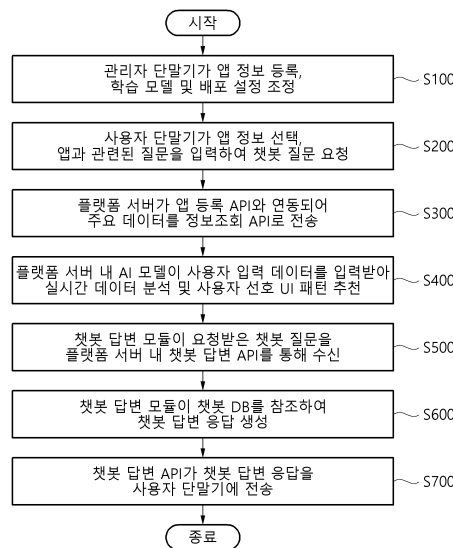 시작
관리자 단말기가 앱 정보 등록,
학습 모델 및 배포 설정 조정
S100
사용자 단말기가 앱 정보 선택,
앱과 관련된 질문을 입력하여 챗봇 질문 요청
S200
플랫폼 서버가 앱 등록 API와 연동되어
주요 데이터를 정보조회 API로 전송
S300
플랫폼 서버 내 AI 모델이 사용자 입력 데이터를 입력받아
실시간 데이터 분석 및 사용자 선호 UI 패턴 추천
S400
챗봇 답변 모듈이 요청받은 챗봇 질문을
플랫폼 서버 내 챗봇 답변 API를 통해 수신
S500
챗봇 답변 모듈이 챗봇 DB를 참조하여
챗봇 답변 응답 생성
S600
챗봇 답변 API가 챗봇 답변 응답을
사용자 단말기에 전송
S700
종료